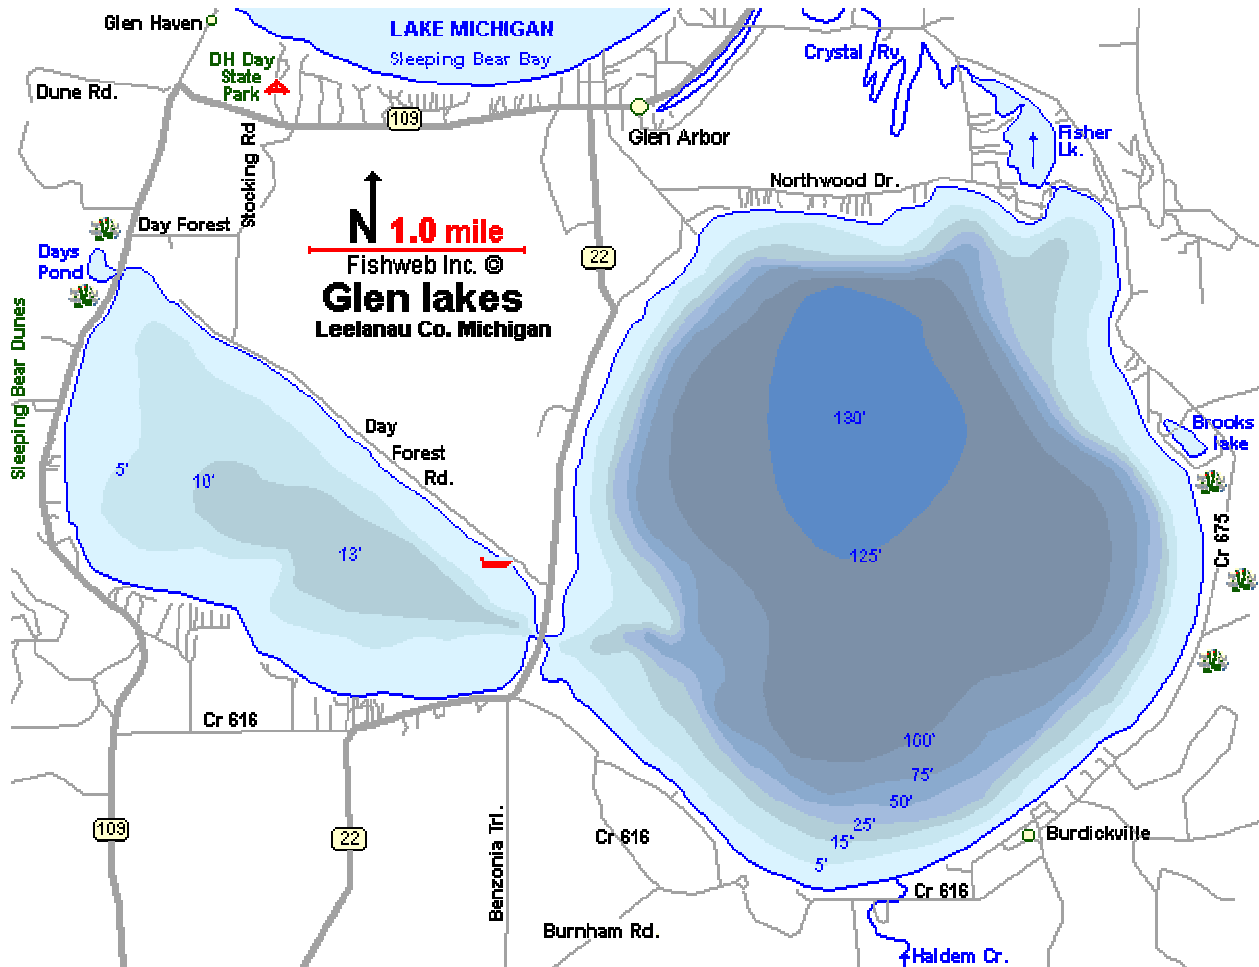 Glen Haven
LAKE MICHIGAN
Sleeping Bear Bay
Crystal Rv.
DH Day
State
Park
Dune Rd.
109
Glen Arbor
Fisher
Lk.
Stocking Rd
Northwood Dr.
N 1.0 mile
Fishweb Inc. ©
Glen lakes
Leelanau Co. Michigan
Day Forest
22
Days
Pond
Sleeping Bear Dunes
Day
Forest
Rd.
130'
Brooks
lake
5'
10'
13'
125'
Cr 675
Cr 616
100'
75'
50'
25'
15'
5'
109
22
Benzonia Trl.
Cr 616
Burdickville
Cr 616
Burnham Rd.
Haldem Cr.